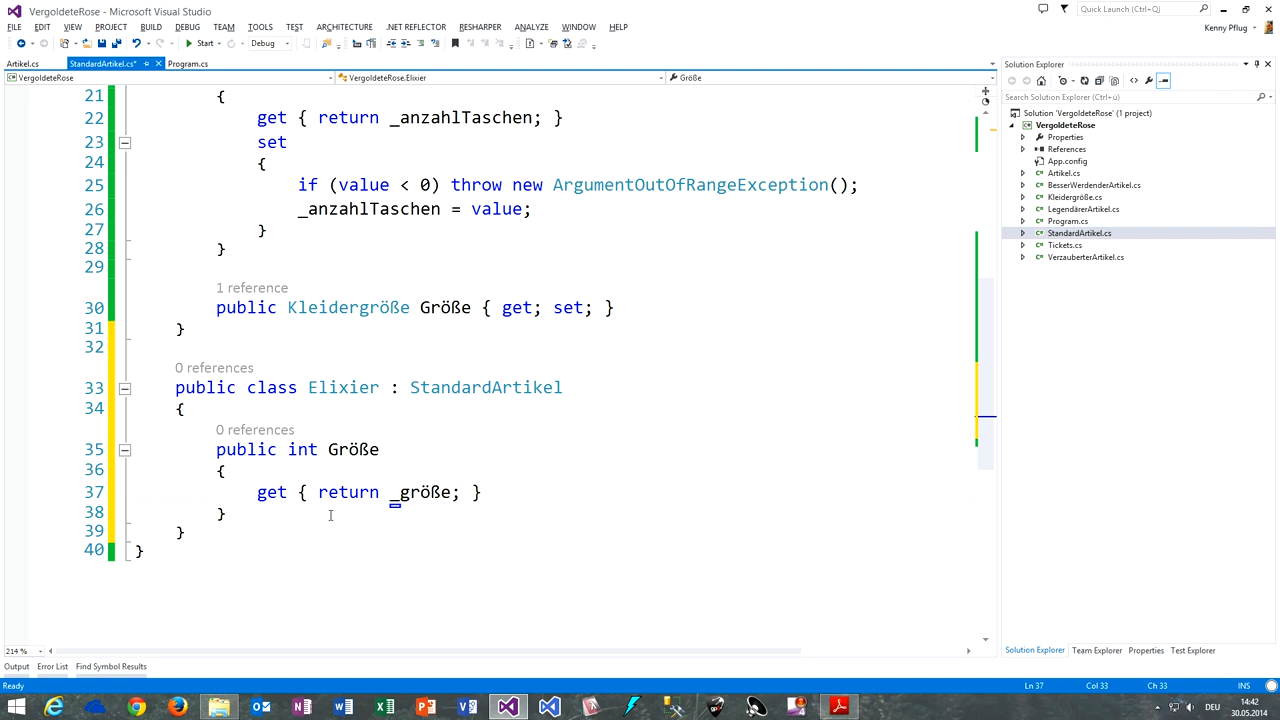 VergoldeteRose - Microsoft Visual Studio
Quick Launch (Ctrl+Q)
FILE EDIT VIEW PROJECT BUILD DEBUG TEAM TOOLS TEST ARCHITECTURE .NET REFLECTOR RESHARPER ANALYZE WINDOW HELP
Kenny Pflug
Start Debug
Artikel.cs StandardArtikel.cs* Program.cs
VergoldeteRose VergoldeteRose.Elixier Größe
21 {
22 get { return _anzahlTaschen; }
23 set
24 {
25 if (value < 0) throw new ArgumentOutOfRangeException();
26 _anzahlTaschen = value;
27 }
28 }
29
1 reference
30 public Kleidergröße Größe { get; set; }
31 }
32
0 references
33 public class Elixier : StandardArtikel
34 {
0 references
35 public int Größe
36 {
37 get { return _größe; }
38 }
39 }
40 }
214 %
Solution Explorer
Search Solution Explorer (Ctrl+ü)
Solution 'VergoldeteRose' (1 project)
VergoldeteRose
Properties
References
App.config
Artikel.cs
BesserWerdenderArtikel.cs
Kleidergröße.cs
LegendärerArtikel.cs
Program.cs
StandardArtikel.cs
Tickets.cs
VerzauberterArtikel.cs
Solution Explorer Team Explorer Properties Test Explorer
Output Error List Find Symbol Results
Ready Ln 37 Col 33 Ch 33 INS
DEU 14:42
30.05.2014